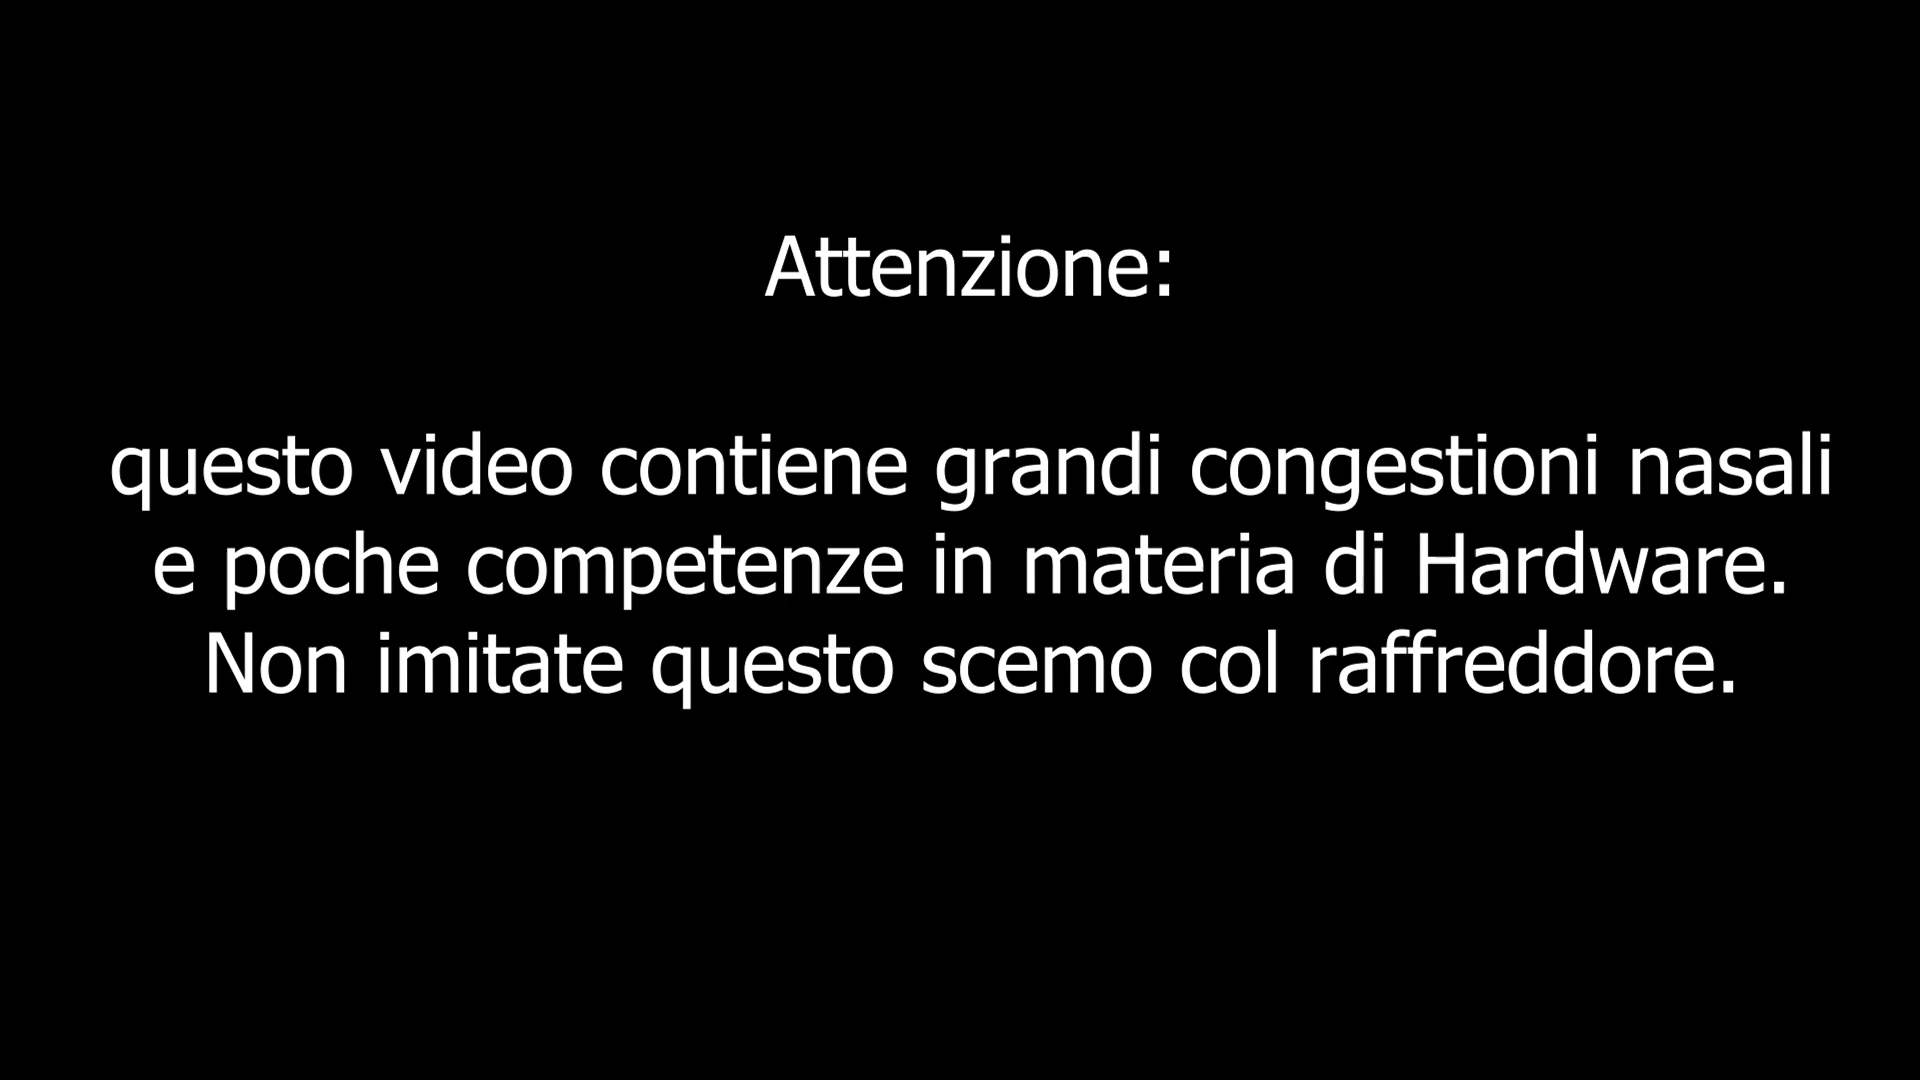 Attenzione:
questo video contiene grandi congestioni nasali
e poche competenze in materia di Hardware.
Non imitate questo scemo col raffreddore.